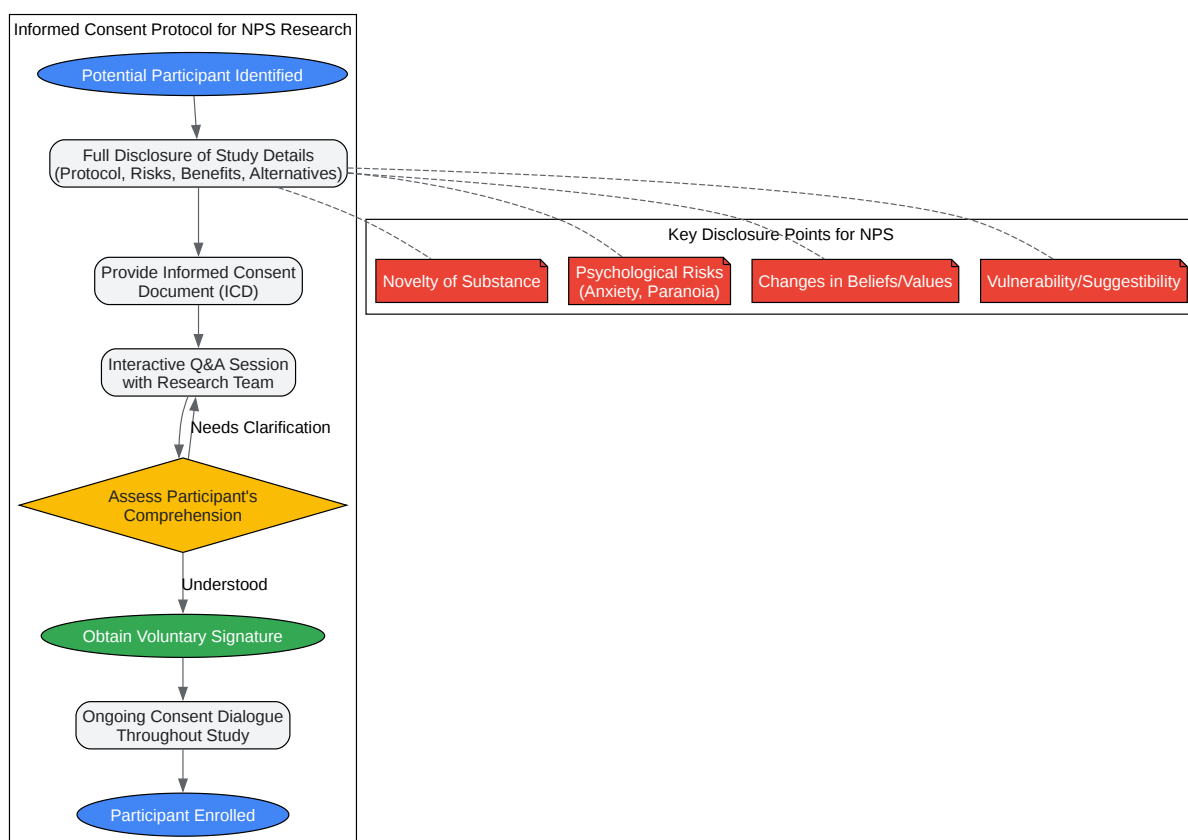 Informed Consent Protocol for NPS Research
Potential Participant Identified
Full Disclosure of Study Details
(Protocol, Risks, Benefits, Alternatives)
Key Disclosure Points for NPS
Novelty of Substance
Psychological Risks
(Anxiety, Paranoia)
Changes in Beliefs/Values
Vulnerability/Suggestibility
Provide Informed Consent
Document (ICD)
Interactive Q&A Session
with Research Team
Needs Clarification
Assess Participant's
Comprehension
Understood
Obtain Voluntary Signature
Ongoing Consent Dialogue
Throughout Study
Participant Enrolled